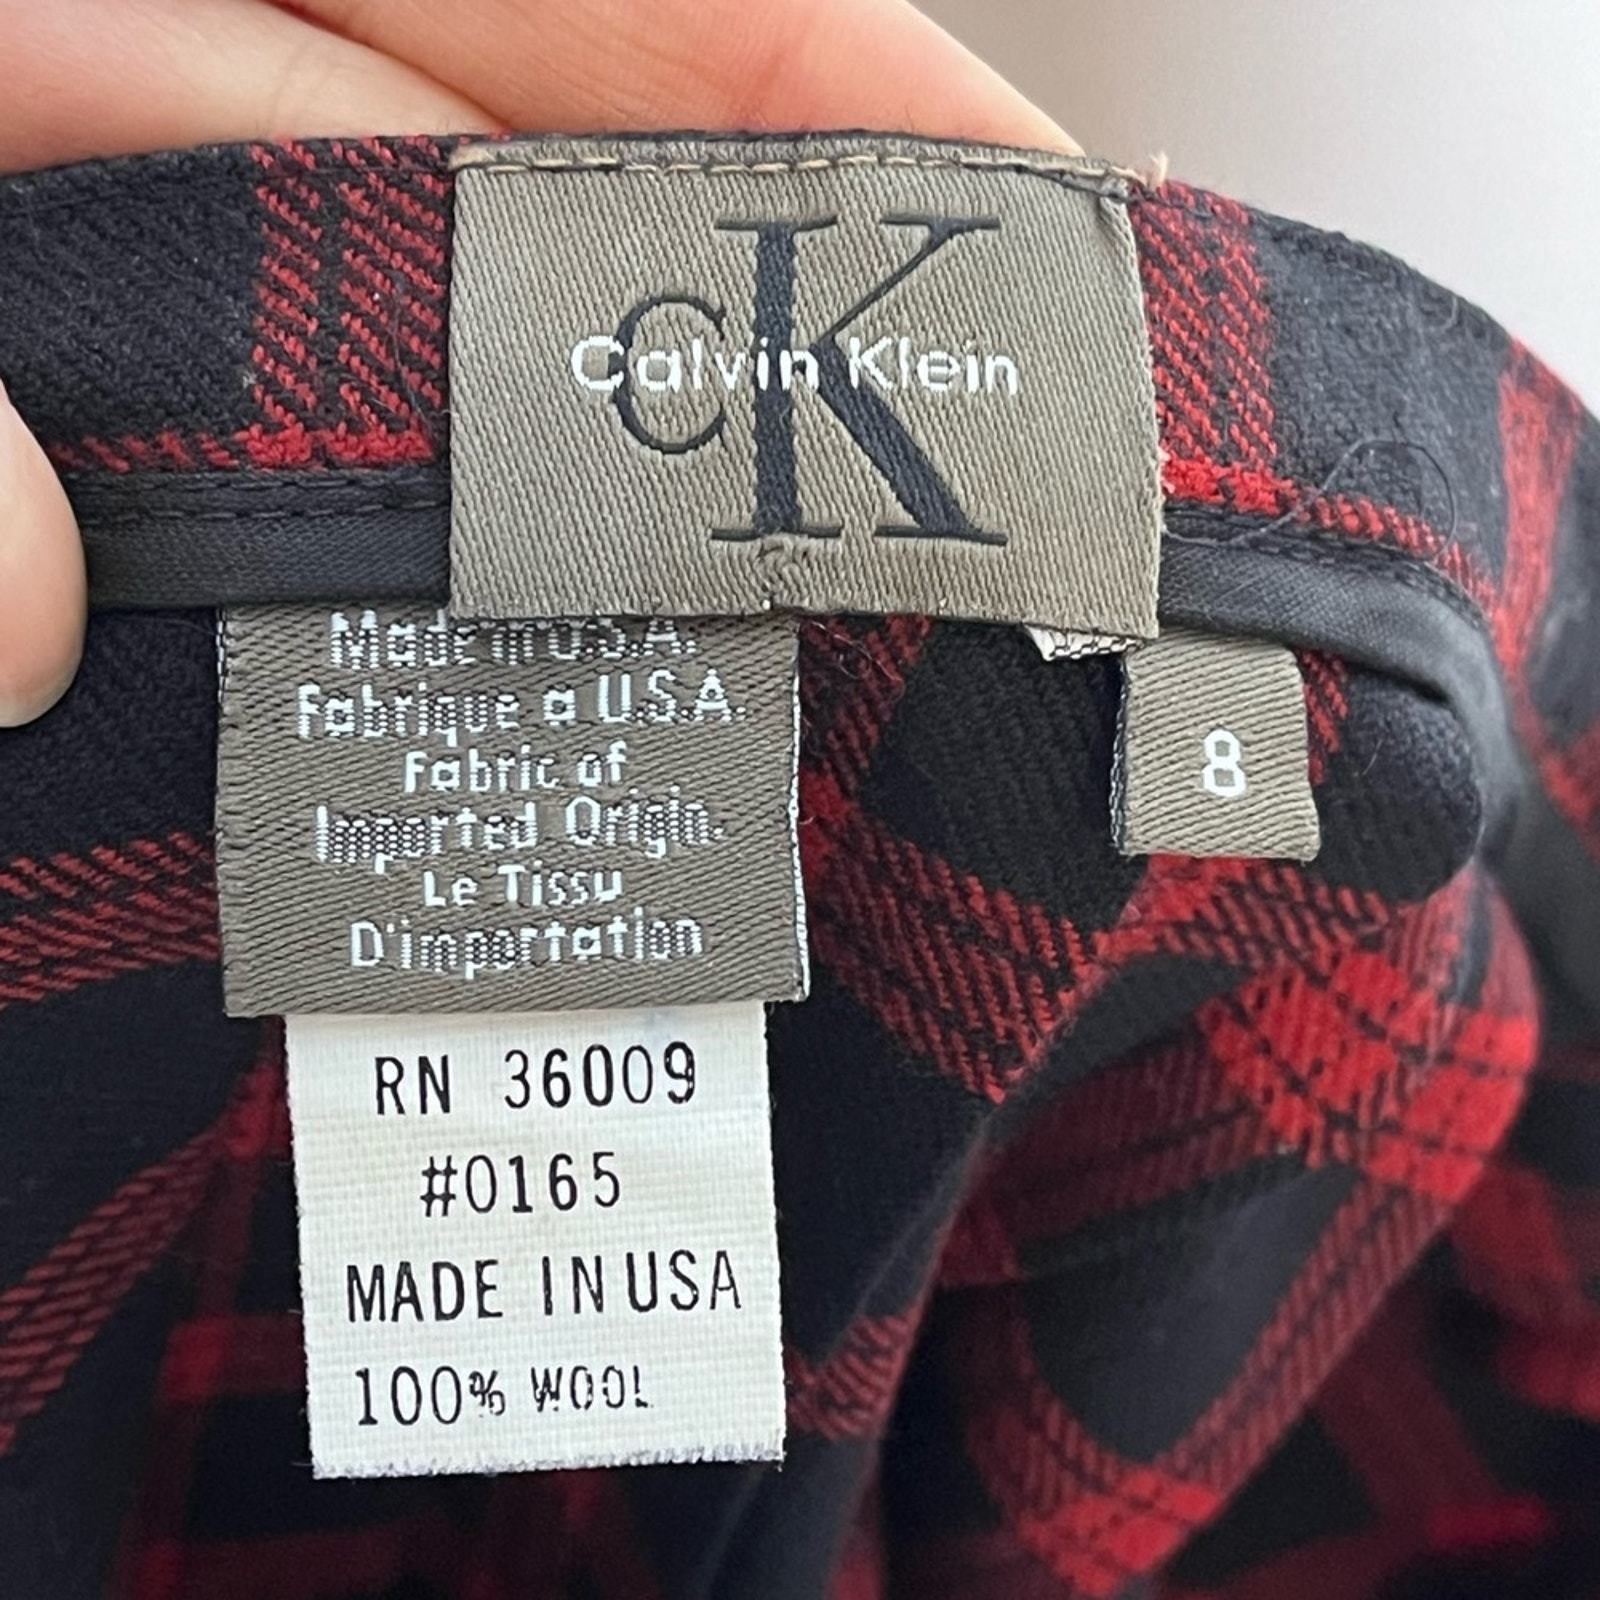 cK
Calvin Klein
Made in U.S.A.
Fabrique a U.S.A.
Fabric of
Imported Origin.
Le Tissu
D'importation
8
RN 36009
#0165
MADE IN USA
100% WOOL